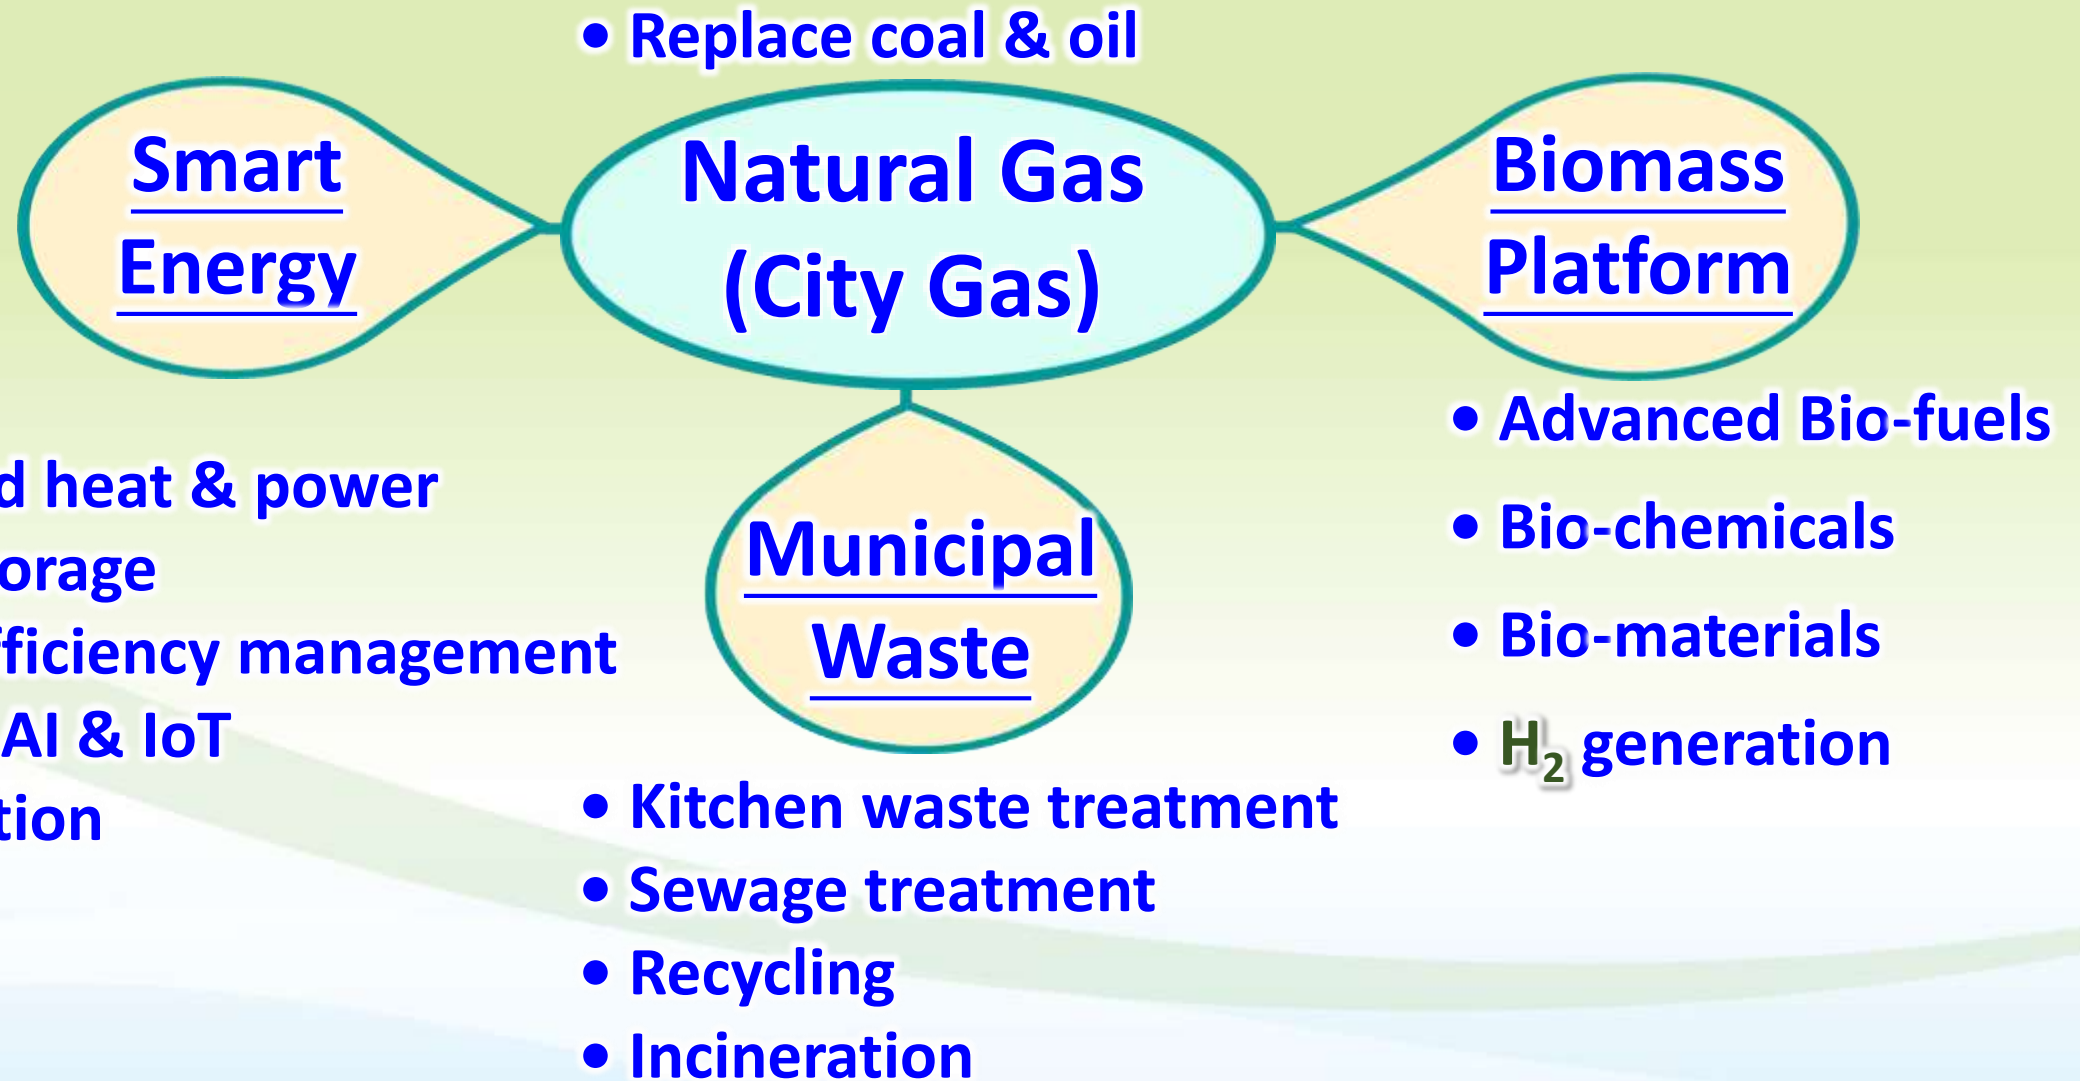 • Replace coal & oil
Natural Gas
(City Gas)
Smart
Energy
d heat & power
orage
fficiency management
AI & IoT
tion
Municipal
Waste
• Kitchen waste treatment
• Sewage treatment
• Recycling
• Incineration
Biomass
Platform
• Advanced Bio-fuels
• Bio-chemicals
• Bio-materials
• H₂ generation